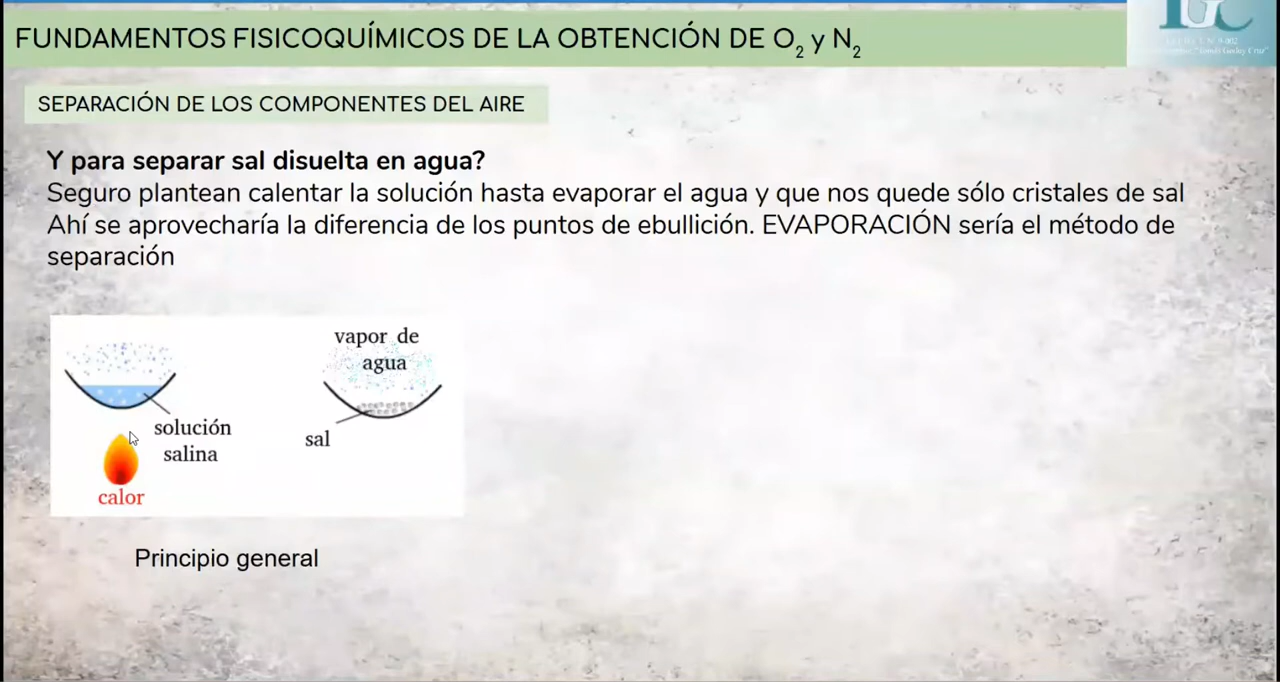 FUNDAMENTOS FISICOQUÍMICOS DE LA OBTENCIÓN DE O₂ y N₂
IGC
SEPARACIÓN DE LOS COMPONENTES DEL AIRE
Y para separar sal disuelta en agua?
Seguro plantean calentar la solución hasta evaporar el agua y que nos quede sólo cristales de sal
Ahí se aprovecharía la diferencia de los puntos de ebullición. EVAPORACIÓN sería el método de
separación
vapor de
agua
solución
salina
sal
calor
Principio general